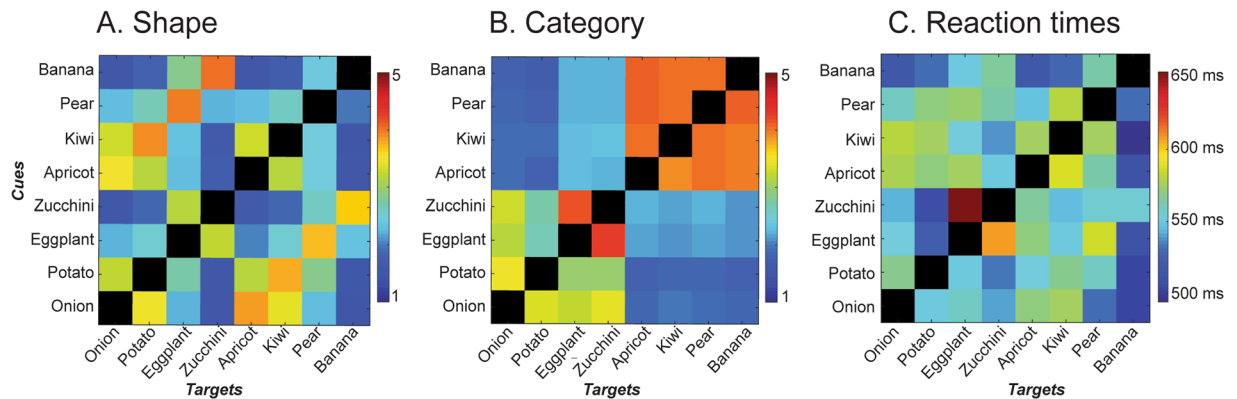 A. Shape
Banana
Pear
Kiwi
Apricot
Zucchini
Eggplant
Potato
Onion
Cues
Onion
Potato
Eggplant
Zucchini
Apricot
Kiwi
Pear
Banana
Targets
5
1
B. Category
Banana
Pear
Kiwi
Apricot
Zucchini
Eggplant
Potato
Onion
Onion
Potato
Eggplant
Zucchini
Apricot
Kiwi
Pear
Banana
Targets
5
1
C. Reaction times
Banana
Pear
Kiwi
Apricot
Zucchini
Eggplant
Potato
Onion
Onion
Potato
Eggplant
Zucchini
Apricot
Kiwi
Pear
Banana
Targets
650 ms
600 ms
550 ms
500 ms